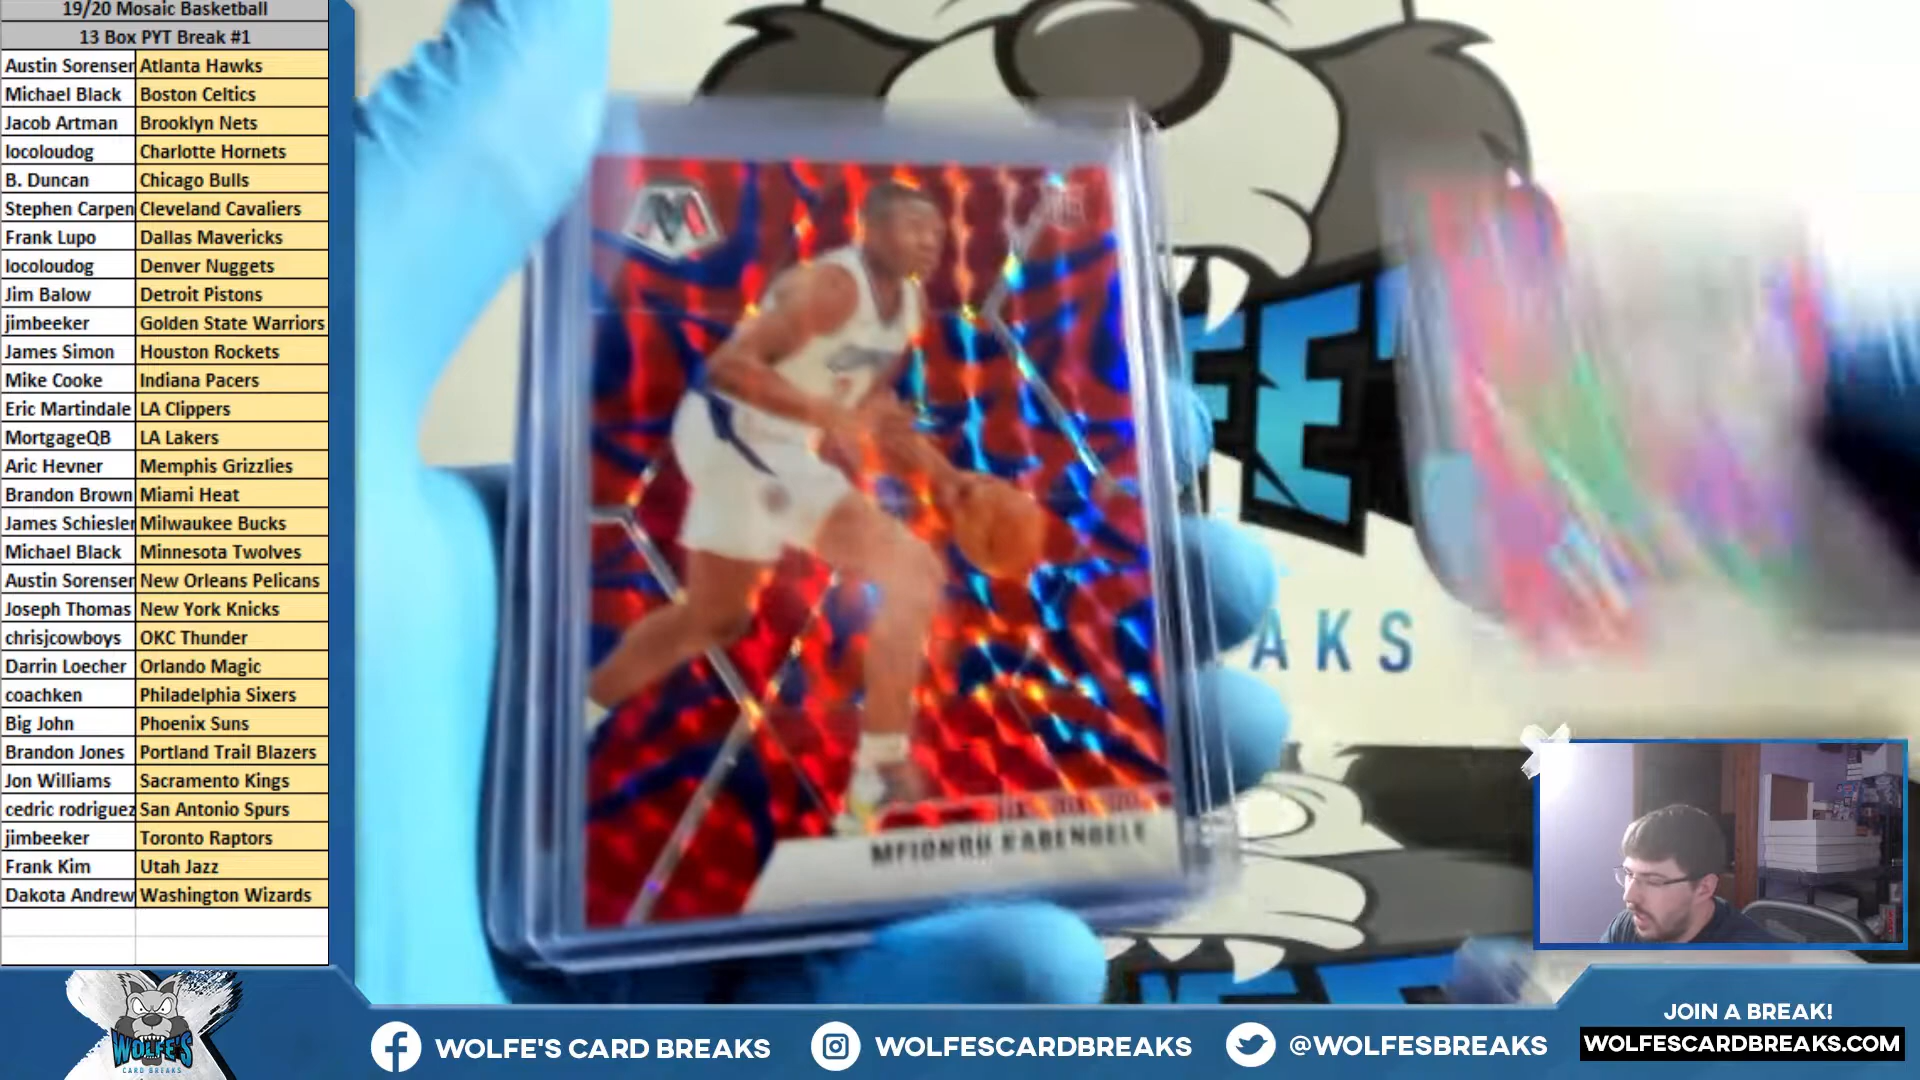 19/20 Mosaic Basketball
13 Box PYT Break #1
Austin Sorensen Atlanta Hawks
Michael Black Boston Celtics
Jacob Artman Brooklyn Nets
locoloudog Charlotte Hornets
B. Duncan Chicago Bulls
Stephen Carpen Cleveland Cavaliers
Frank Lupo Dallas Mavericks
locoloudog Denver Nuggets
Jim Balow Detroit Pistons
jimbeeker Golden State Warriors
James Simon Houston Rockets
Mike Cooke Indiana Pacers
Eric Martindale LA Clippers
MortgageQB LA Lakers
Aric Hevner Memphis Grizzlies
Brandon Brown Miami Heat
James Schiesler Milwaukee Bucks
Michael Black Minnesota Twolves
Austin Sorensen New Orleans Pelicans
Joseph Thomas New York Knicks
chrisjcowboys OKC Thunder
Darrin Loecher Orlando Magic
coachken Philadelphia Sixers
Big John Phoenix Suns
Brandon Jones Portland Trail Blazers
Jon Williams Sacramento Kings
cedric rodriguez San Antonio Spurs
jimbeeker Toronto Raptors
Frank Kim Utah Jazz
Dakota Andrew Washington Wizards
MFIONDU KABENGELE
FE
EAKS
WOLFE'S
CARD BREAKS
WOLFE'S CARD BREAKS
WOLFESCARDBREAKS
@WOLFESBREAKS
JOIN A BREAK!
WOLFESCARDBREAKS.COM